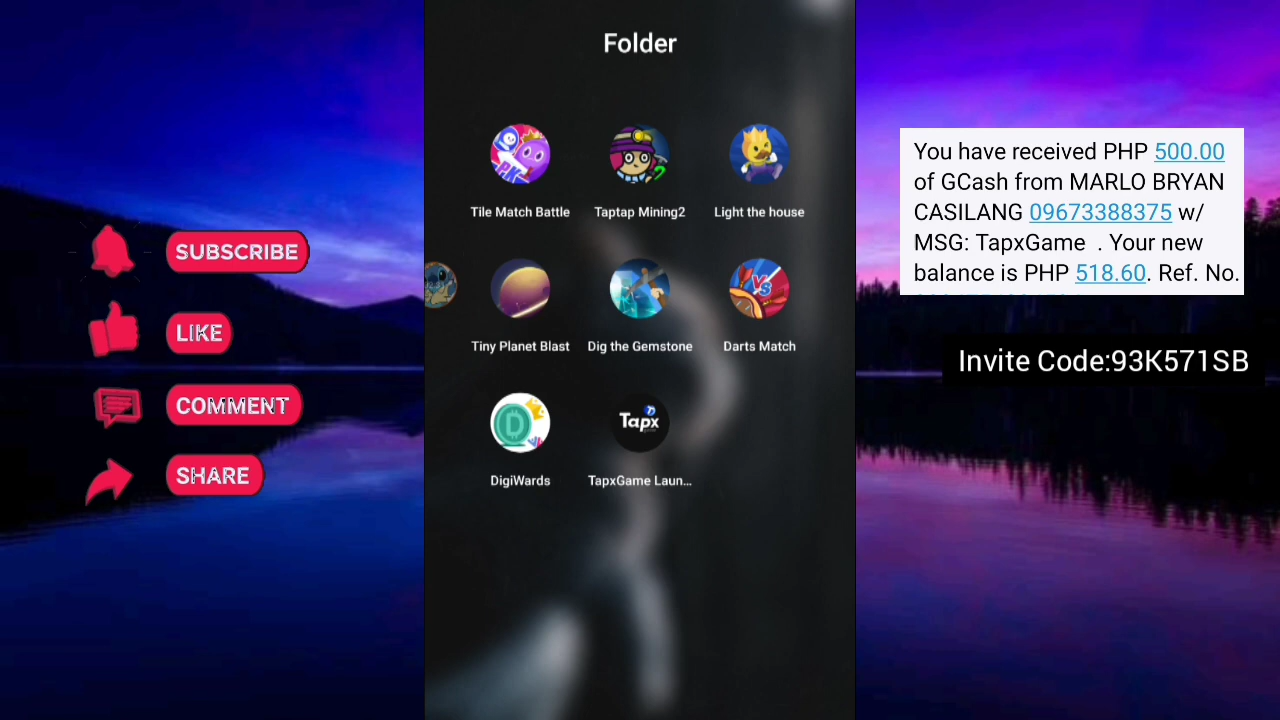 Folder
Tile Match Battle
Taptap Mining2
Light the house
VS
Tiny Planet Blast
Dig the Gemstone
Darts Match
Tapx
DigiWards
TapxGame Laun...
SUBSCRIBE
LIKE
COMMENT
SHARE
You have received PHP 500.00
of GCash from MARLO BRYAN
CASILANG 09673388375 w/
MSG: TapxGame . Your new
balance is PHP 518.60. Ref. No.
Invite Code:93K571SB